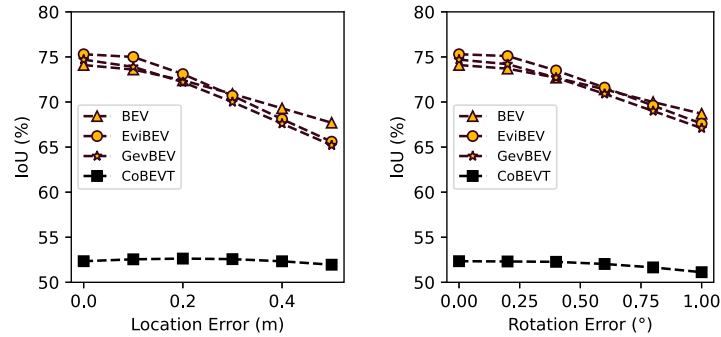 80
75
70
65
60
55
50
IoU (%)
BEV
EviBEV
GevBEV
CoBEVT
0.0
0.2
0.4
Location Error (m)
80
75
70
65
60
55
50
IoU (%)
BEV
EviBEV
GevBEV
CoBEVT
0.00
0.25
0.50
0.75
1.00
Rotation Error (°)